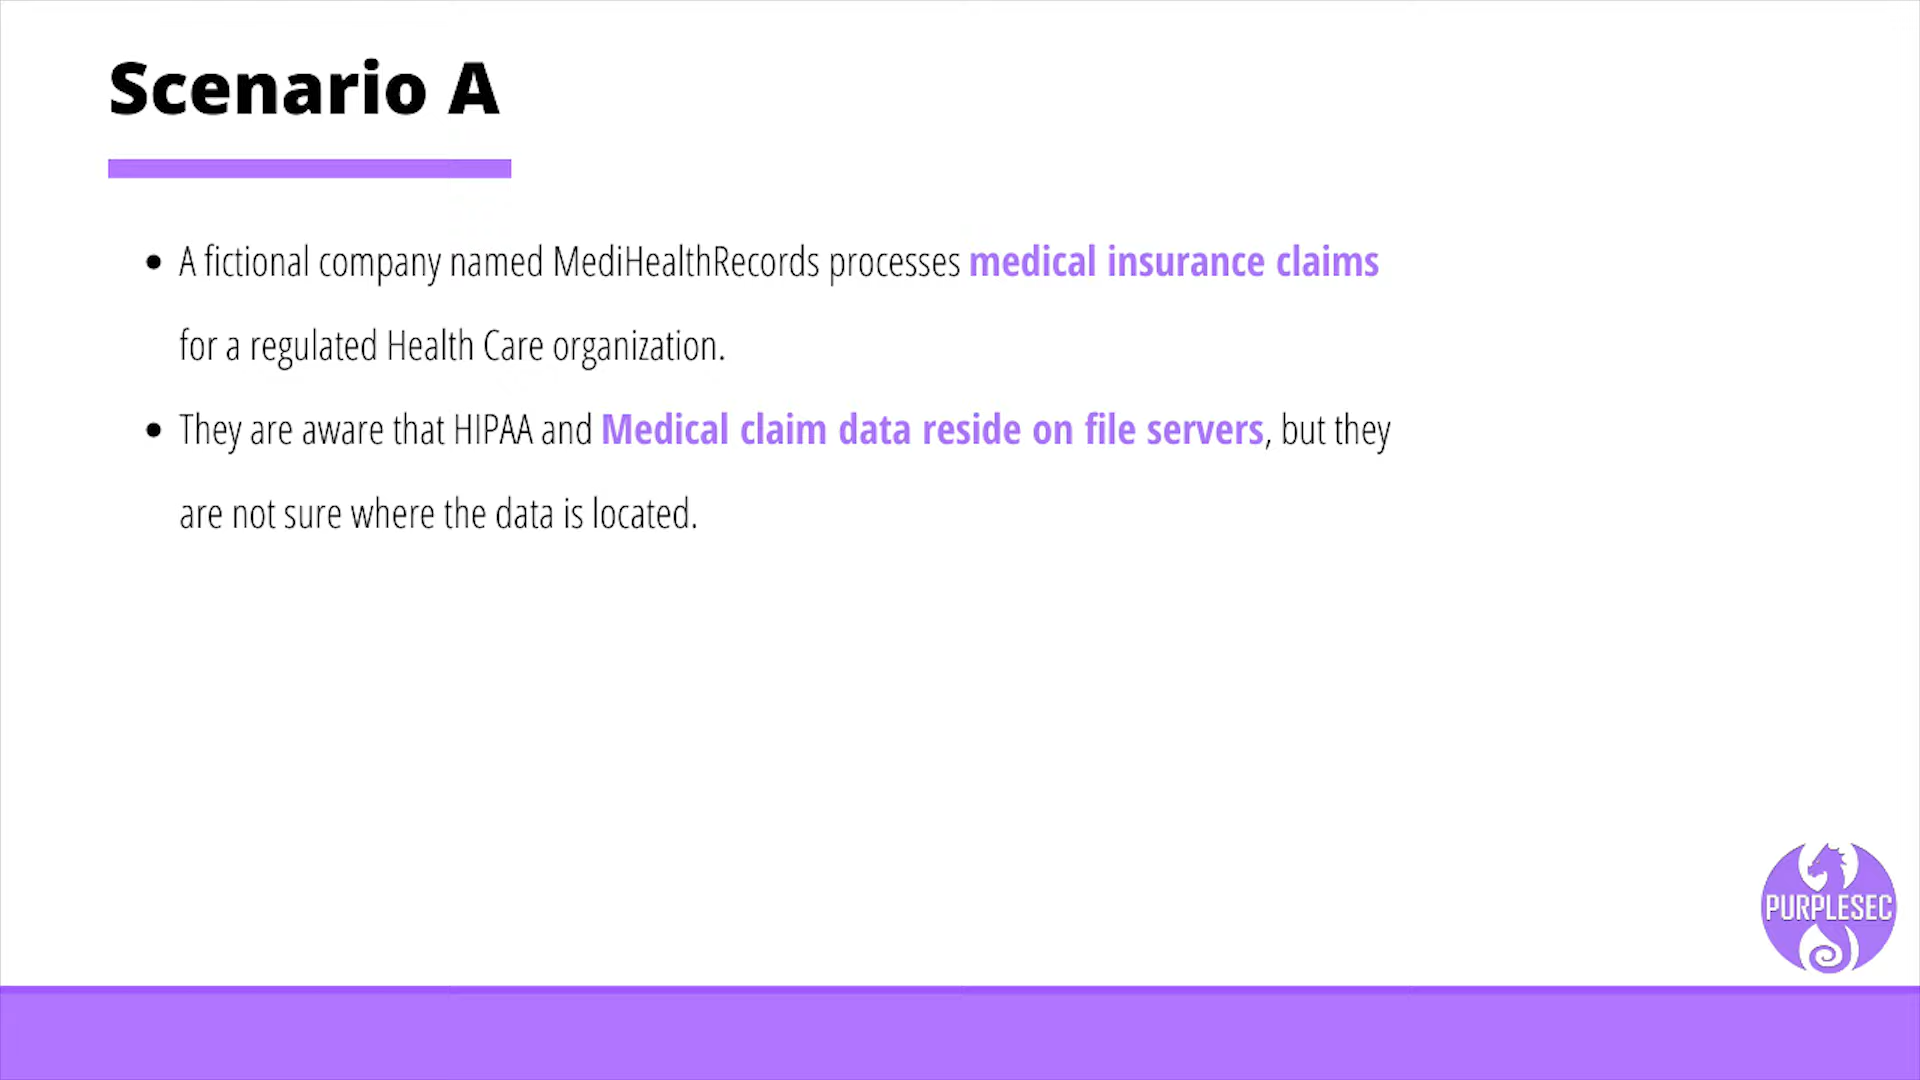 Scenario A
• A fictional company named MediHealthRecords processes medical insurance claims
for a regulated Health Care organization.
• They are aware that HIPAA and Medical claim data reside on file servers, but they
are not sure where the data is located.
PURPLESEC